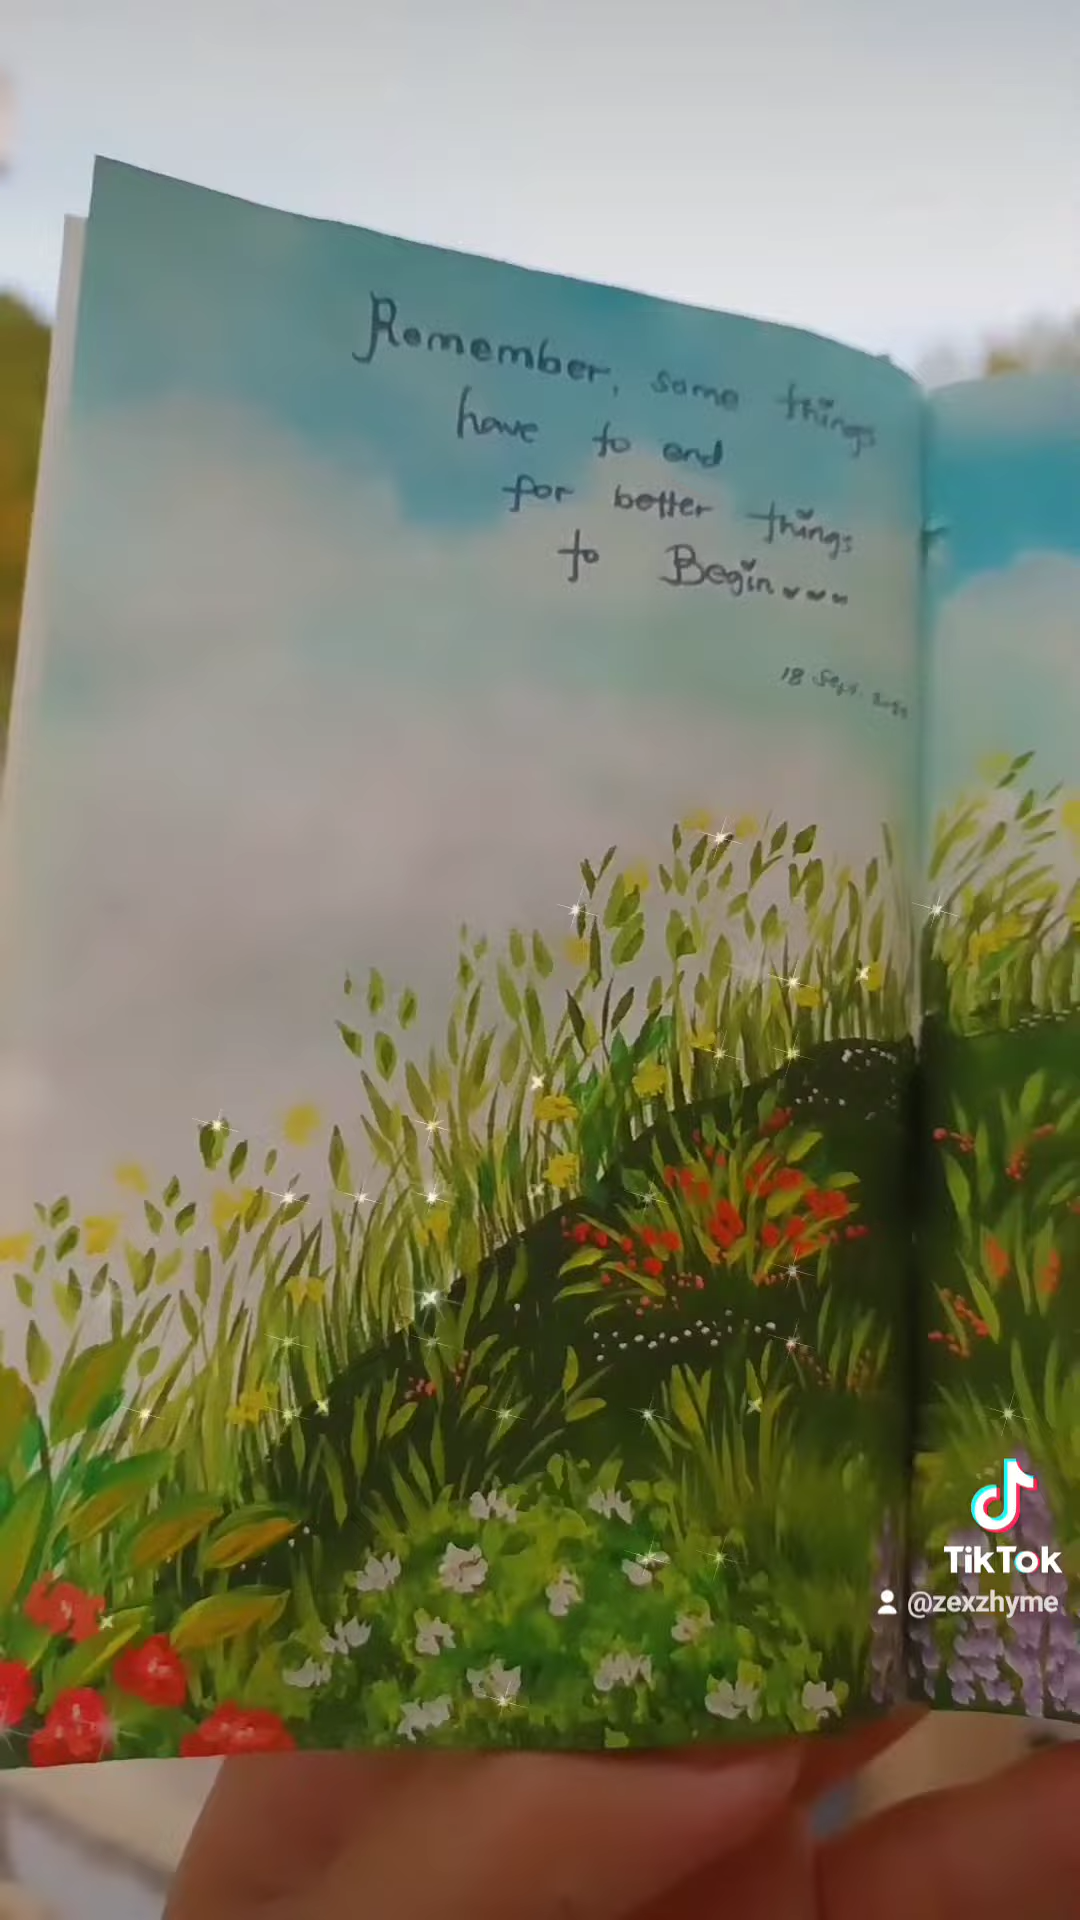 Remember, some things
have to end
for better things
to Begin...
18 Sept.
TikTok
@zexzhyme